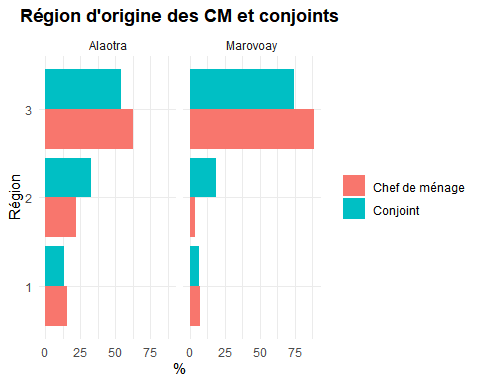 Région d'origine des CM et conjoints
Alaotra
Marovoay
3
2
1
Région
0 25 50 75
0 25 50 75
%
Chef de ménage
Conjoint